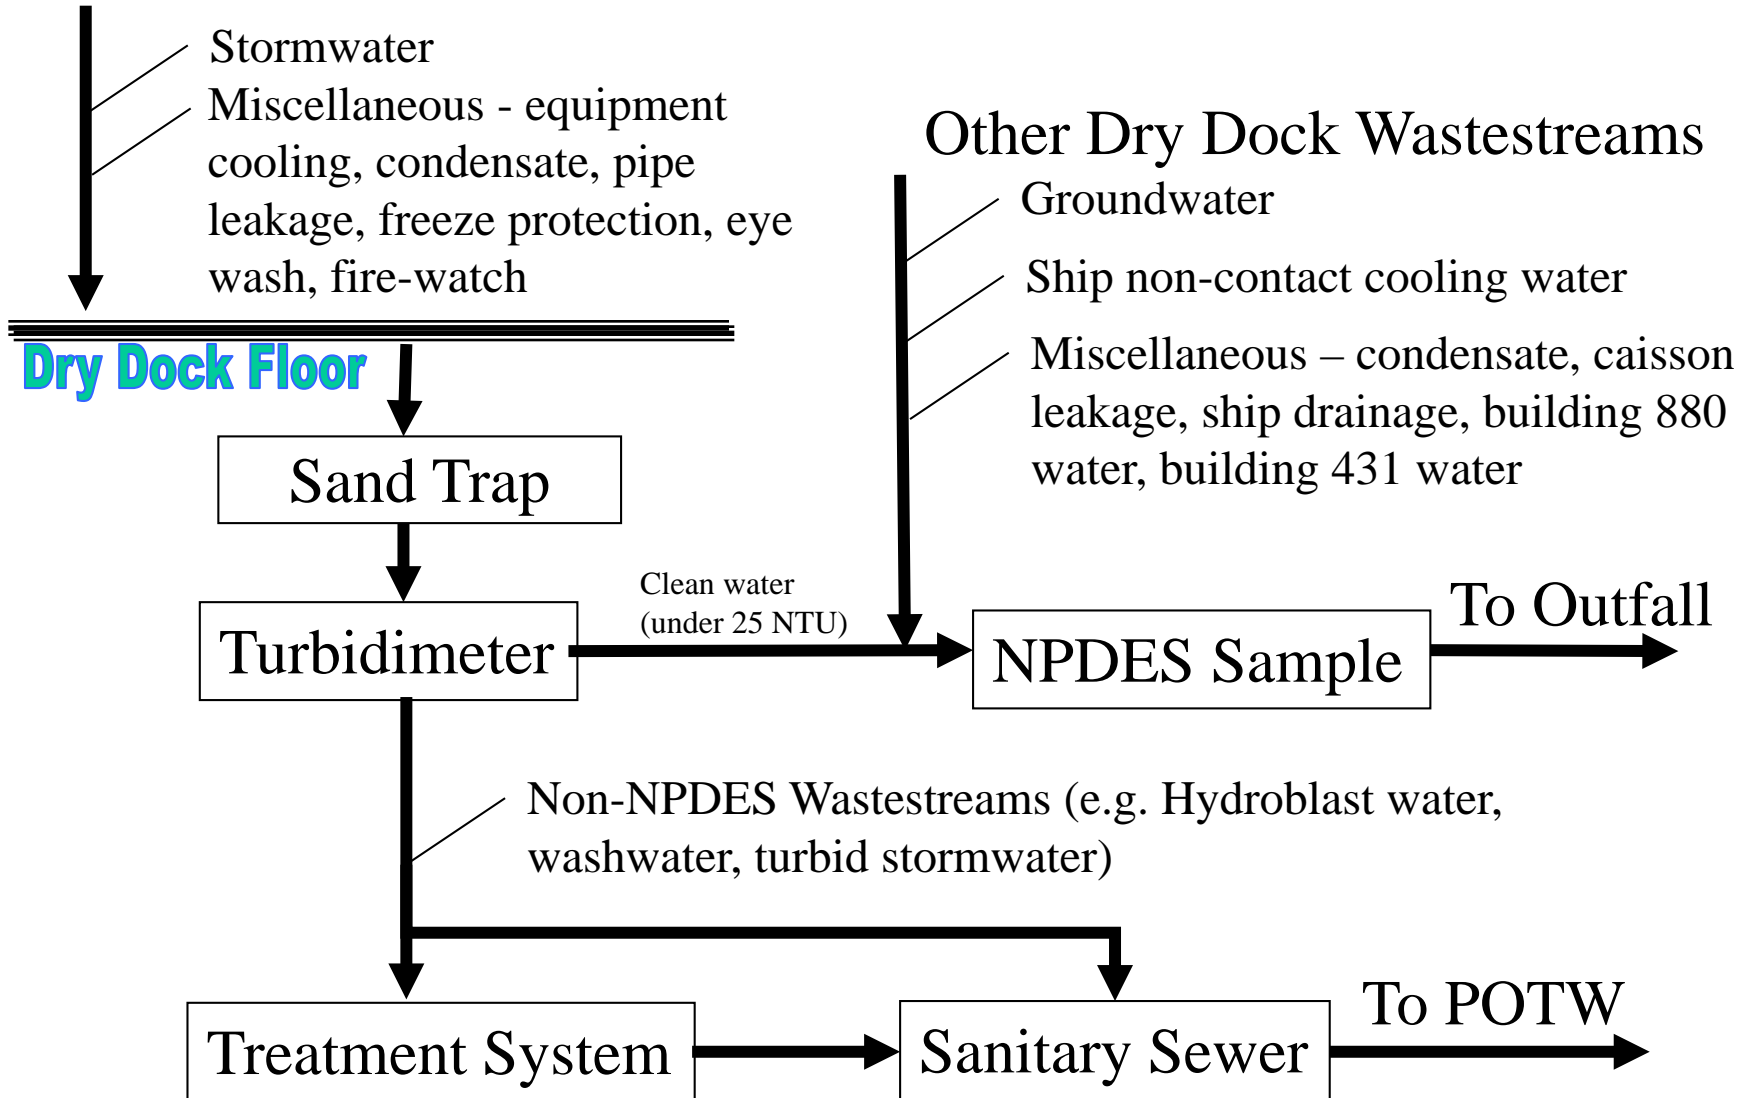 Stormwater
Miscellaneous - equipment
cooling, condensate, pipe
leakage, freeze protection, eye
wash, fire-watch
Other Dry Dock Wastestreams
Groundwater
Ship non-contact cooling water
Miscellaneous – condensate, caisson
leakage, ship drainage, building 880
water, building 431 water
Dry Dock Floor
Sand Trap
Clean water
(under 25 NTU)
Turbidimeter
NPDES Sample
To Outfall
Non-NPDES Wastestreams (e.g. Hydroblast water,
washwater, turbid stormwater)
Treatment System
Sanitary Sewer
To POTW